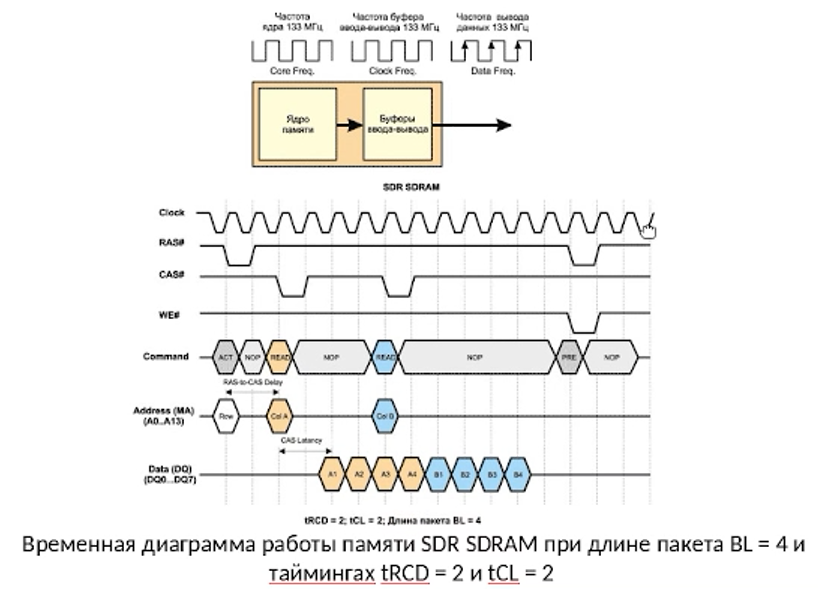 Частота ядра 133 МГц
Частота буфера ввода-вывода 133 МГц
Частота вывода данных 133 МГц
Core Freq.
Clock Freq.
Data Freq.
Ядро памяти
Буферы ввода-вывода
SDR SDRAM
Clock
RAS#
CAS#
WE#
Command
ACT NOP READ NOP READ NOP PRE NOP
RAS-to-CAS Delay
Address (MA)
(A0..A13)
Row Col A Col B
CAS Latency
Data (DQ)
(DQ0...DQ7)
A1 A2 A3 A4 B1 B2 B3 B4
tRCD = 2; tCL = 2; Длина пакета BL = 4
Временная диаграмма работы памяти SDR SDRAM при длине пакета BL = 4 и
таймингах tRCD = 2 и tCL = 2